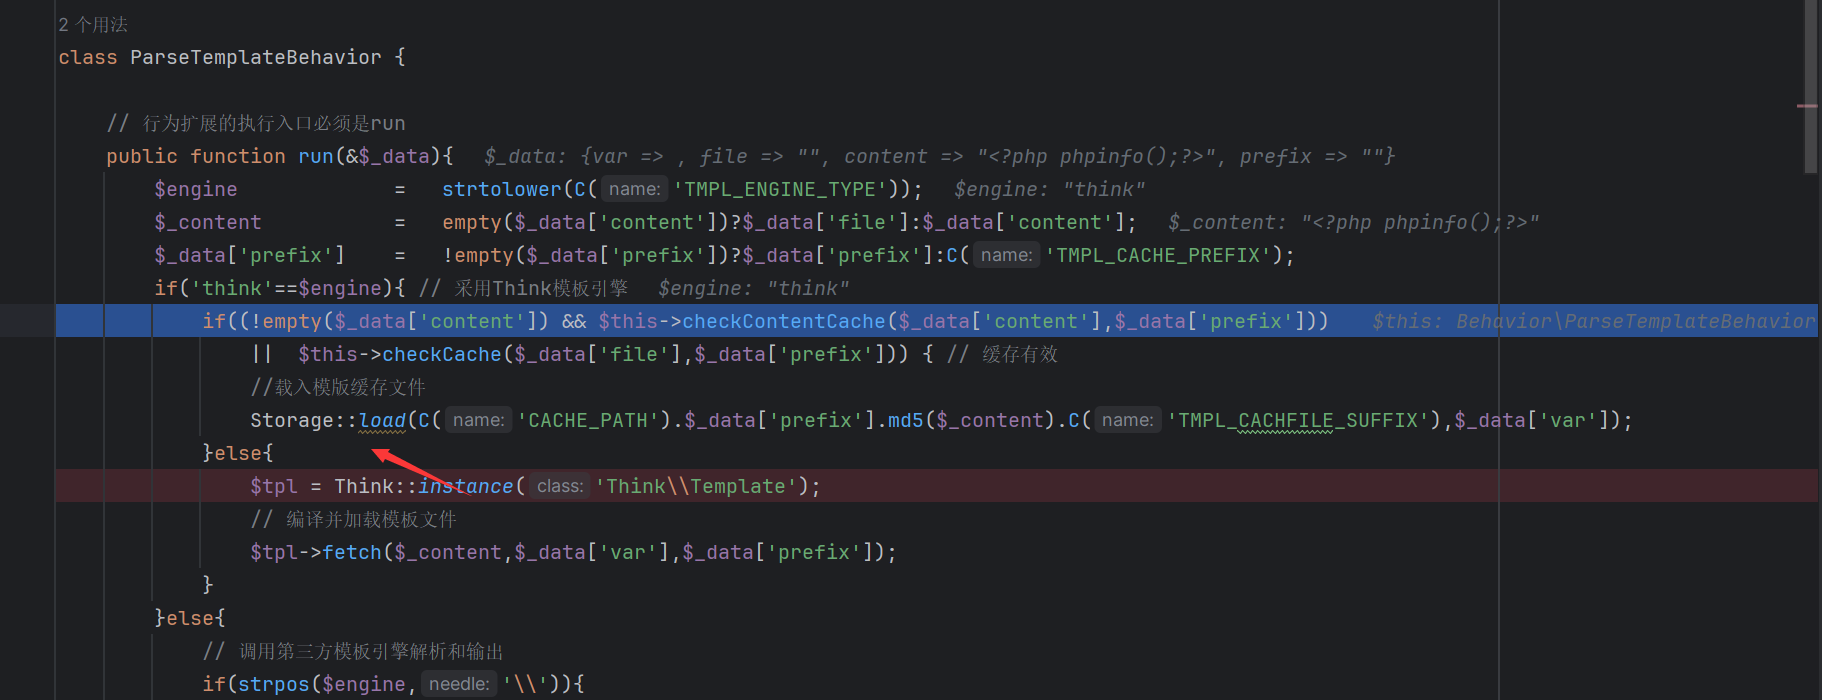 2 个用法
class ParseTemplateBehavior {
// 行为扩展的执行入口必须是run
public function run(&$_data){ $_data: {var => , file => "", content => "<?php phpinfo();?>", prefix => ""}
$engine = strtolower(C( name: 'TMPL_ENGINE_TYPE')); $engine: "think"
$_content = empty($_data['content'])?$_data['file']:$_data['content']; $_content: "<?php phpinfo();?>"
$_data['prefix'] = !empty($_data['prefix'])?$_data['prefix']:C( name: 'TMPL_CACHE_PREFIX');
if('think'==$engine){ // 采用Think模板引擎 $engine: "think"
if((!empty($_data['content']) && $this->checkContentCache($_data['content'],$_data['prefix'])) $this: Behavior\ParseTemplateBehavior
|| $this->checkCache($_data['file'],$_data['prefix'])) { // 缓存有效
//载入模版缓存文件
Storage::load(C( name: 'CACHE_PATH').$_data['prefix'].md5($_content).C( name: 'TMPL_CACHFILE_SUFFIX'),$_data['var']);
}else{
$tpl = Think::instance( class: 'Think\\Template');
// 编译并加载模板文件
$tpl->fetch($_content,$_data['var'],$_data['prefix']);
}
}else{
// 调用第三方模板引擎解析和输出
if(strpos($engine, needle: '\\')){